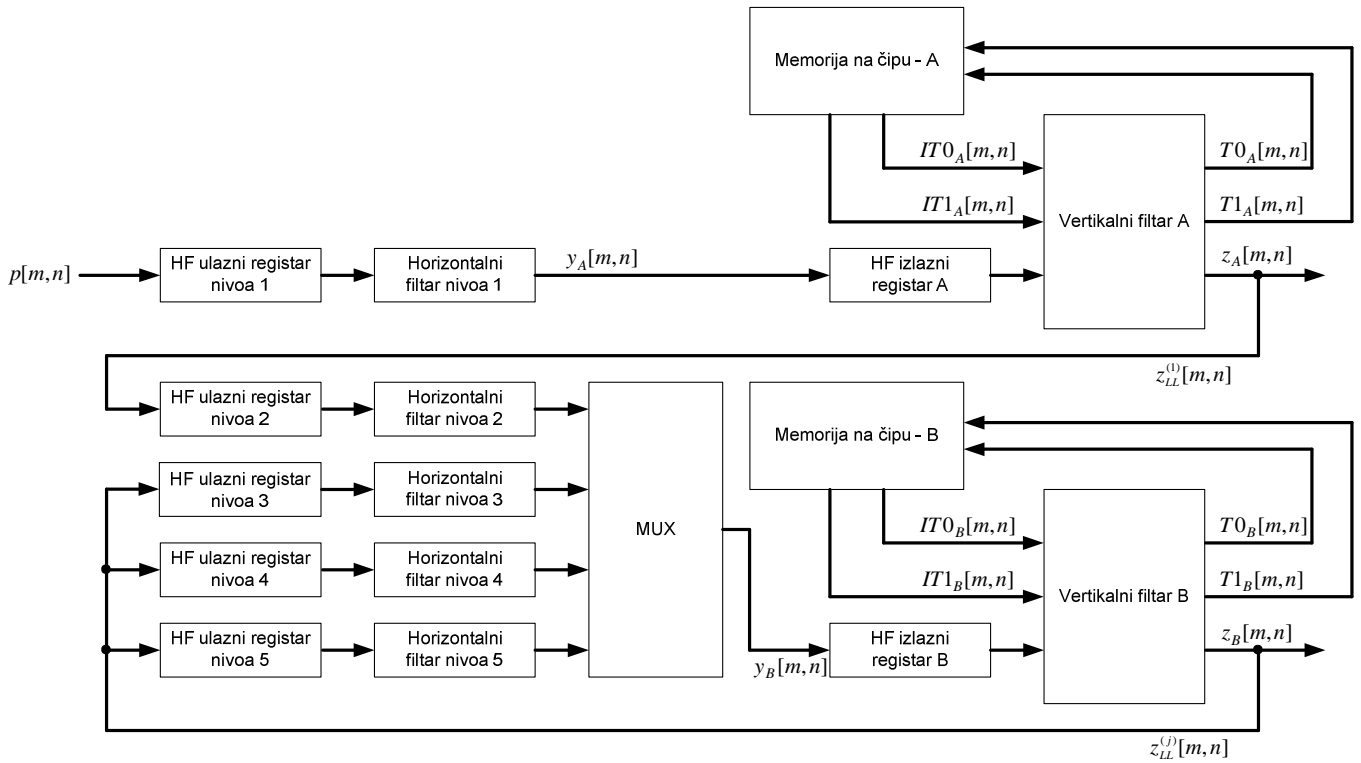 Memorija na čipu - A
IT0_A[m,n]
T0_A[m,n]
IT1_A[m,n]
Vertikalni filtar A
T1_A[m,n]
p[m,n]
HF ulazni registar
nivoa 1
Horizontalni
filtar nivoa 1
y_A[m,n]
HF izlazni
registar A
z_A[m,n]
z_LL^(1)[m,n]
HF ulazni registar
nivoa 2
Horizontalni
filtar nivoa 2
Memorija na čipu - B
HF ulazni registar
nivoa 3
Horizontalni
filtar nivoa 3
MUX
IT0_B[m,n]
T0_B[m,n]
HF ulazni registar
nivoa 4
Horizontalni
filtar nivoa 4
IT1_B[m,n]
Vertikalni filtar B
T1_B[m,n]
HF ulazni registar
nivoa 5
Horizontalni
filtar nivoa 5
y_B[m,n]
HF izlazni
registar B
z_B[m,n]
z_LL^(j)[m,n]